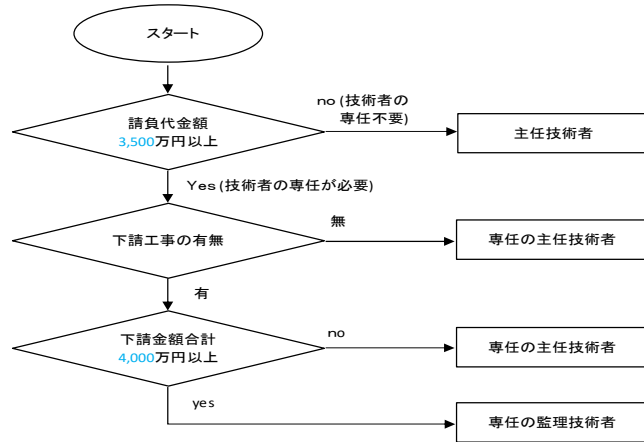 スタート
請負代金額
3,500万円以上
no (技術者の
専任不要)
主任技術者
Yes (技術者の専任が必要)
下請工事の有無
無
専任の主任技術者
有
下請金額合計
4,000万円以上
no
専任の主任技術者
yes
専任の監理技術者